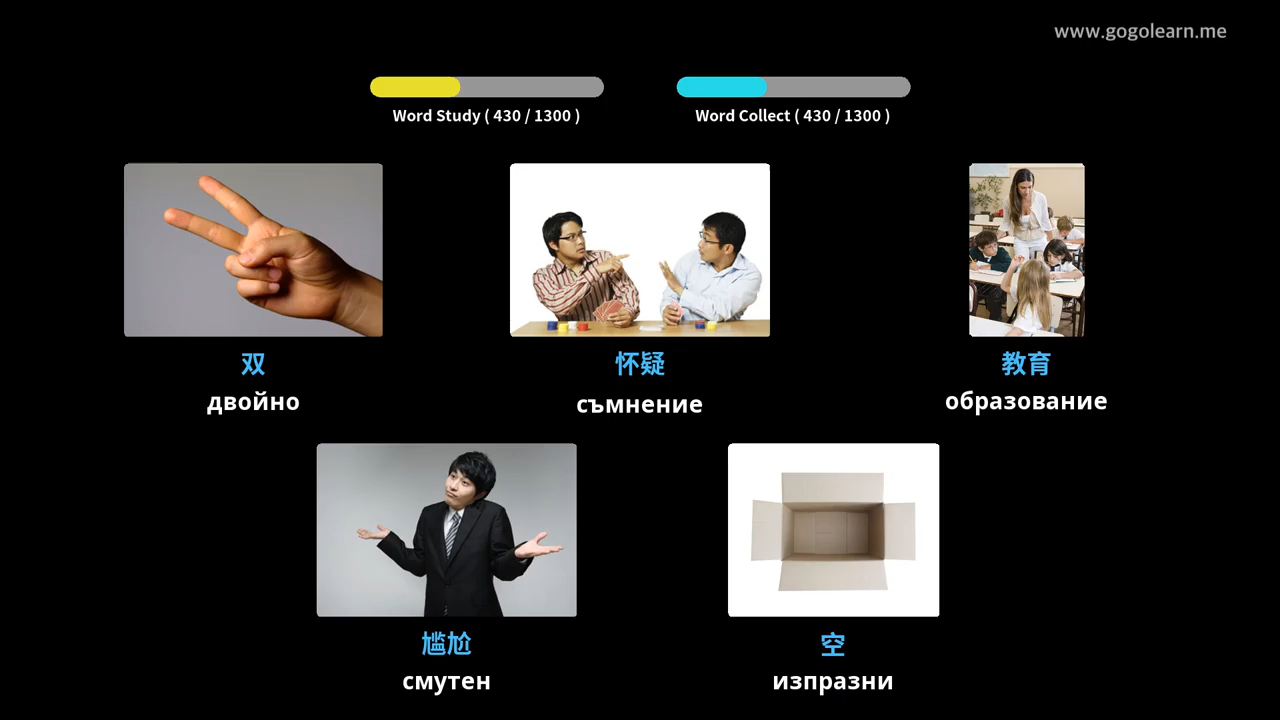 www.gogolearn.me
Word Study ( 430 / 1300 )
Word Collect ( 430 / 1300 )
双
двойно
怀疑
съмнение
教育
образование
尴尬
смутен
空
изпразни